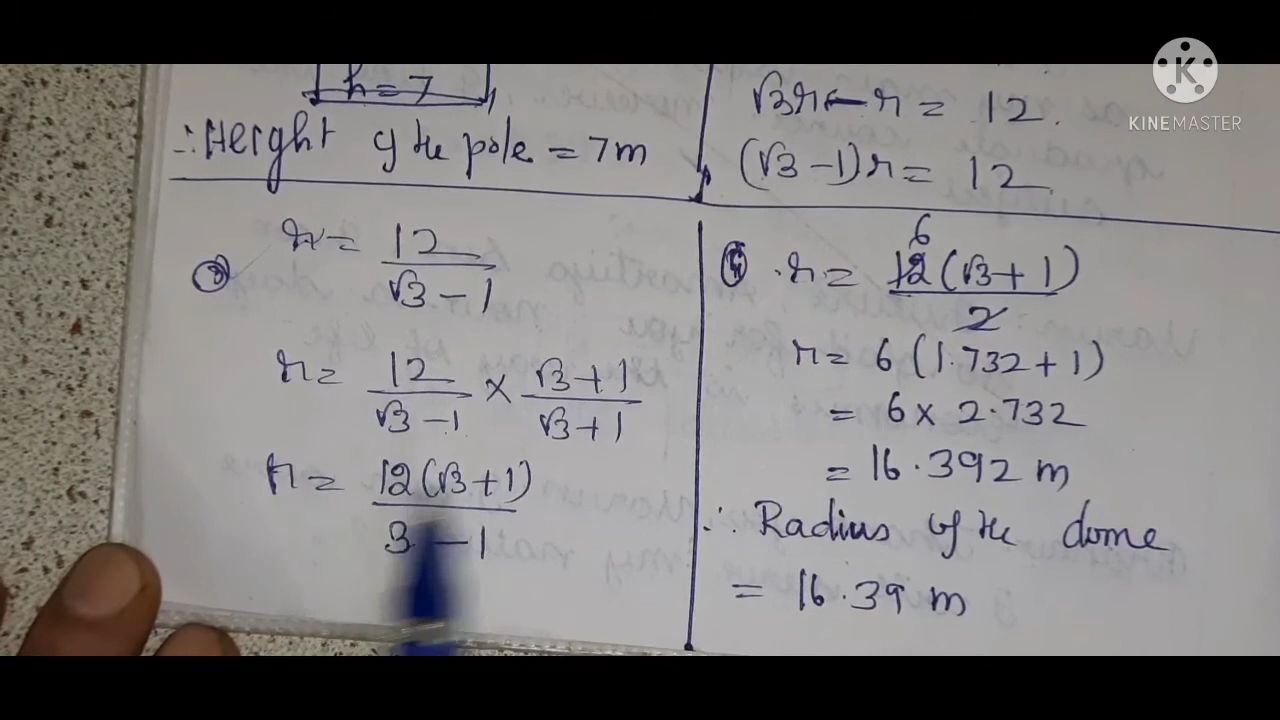 h = 7
∴ Height of the pole = 7m
√3r - r = 12.
(√3 - 1)r = 12.
③ r = 12 / √3 - 1
r = 12 / √3 - 1 × √3 + 1 / √3 + 1
r = 12(√3 + 1) / 3 - 1
④ r = 6 12(√3 + 1) / 2
r = 6(1.732 + 1)
= 6 × 2.732
= 16.392 m
∴ Radius of the dome
= 16.39 m
K
KINEMASTER